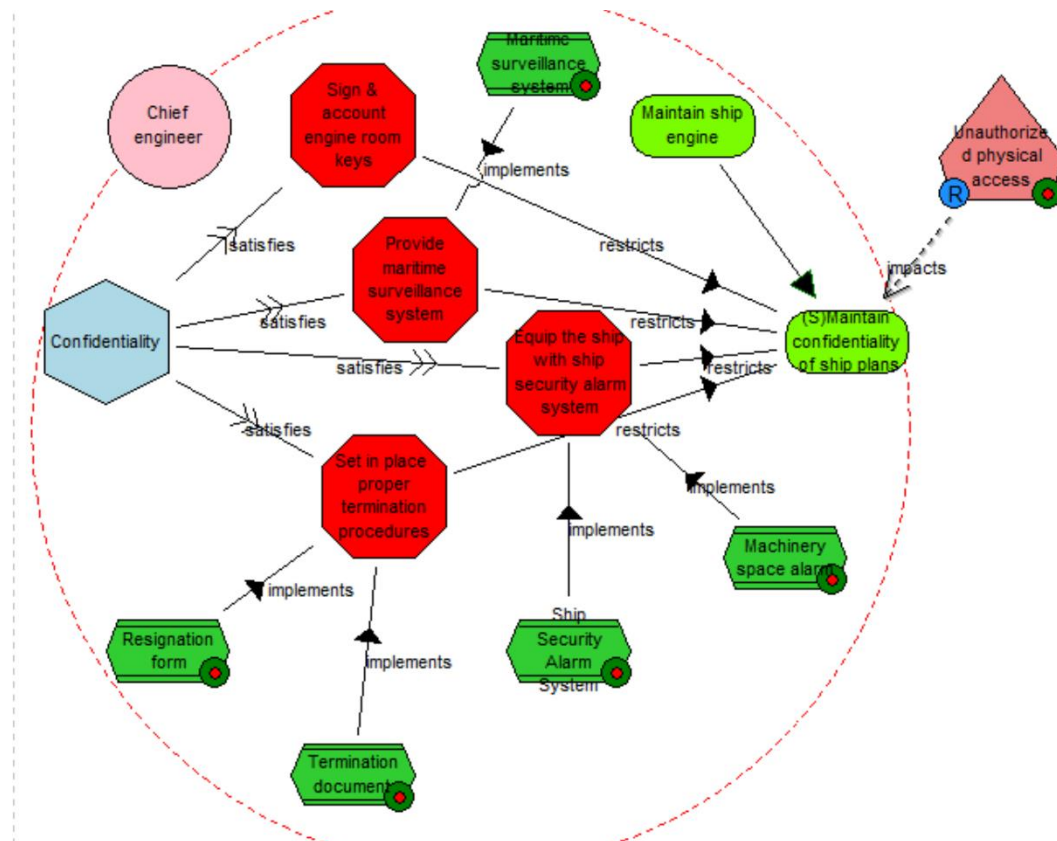 Maritime
surveillance
system
Chief
engineer
Sign &
account
engine room
keys
Maintain ship
engine
Unauthorize
d physical
access
R
implements
satisfies
restricts
Provide
maritime
surveillance
system
impacts
Confidentiality
satisfies
restricts
(S)Maintain
confidentiality
of ship plans
Equip the ship
with ship
security alarm
system
satisfies
restricts
satisfies
restricts
Set in place
proper
termination
procedures
implements
implements
Machinery
space alarm
implements
Resignation
form
Ship
Security
Alarm
System
implements
Termination
document